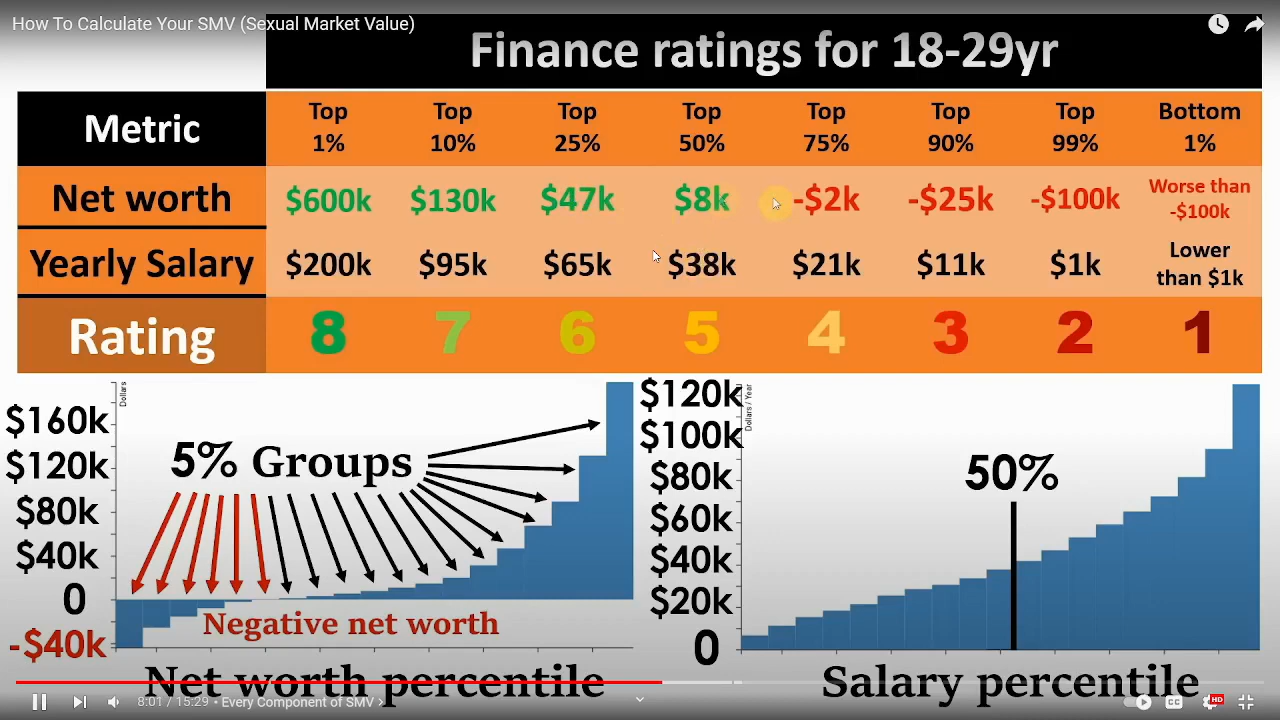 How To Calculate Your SMV (Sexual Market Value)
Finance ratings for 18-29yr
Metric
Top 1%
Top 10%
Top 25%
Top 50%
Top 75%
Top 90%
Top 99%
Bottom 1%
Net worth
$600k
$130k
$47k
$8k
-$2k
-$25k
-$100k
Worse than
-$100k
Yearly Salary
$200k
$95k
$65k
$38k
$21k
$11k
$1k
Lower
than $1k
Rating
8
7
6
5
4
3
2
1
Dollars
$160k
$120k
$80k
$40k
0
-$40k
5% Groups
Negative net worth
Net worth percentile
Dollars / Year
$120k
$100k
$80k
$60k
$40k
$20k
0
50%
Salary percentile
8:01 / 15:29 • Every Component of SMV >
CC
HD